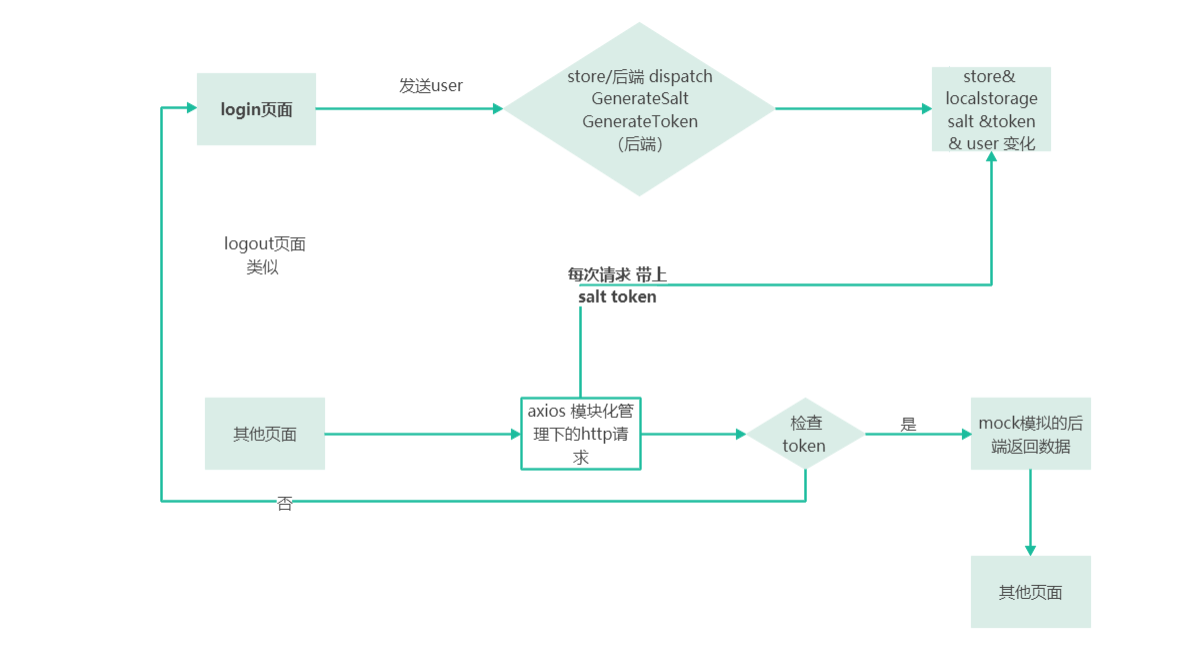 login页面
发送user
store/后端 dispatch
GenerateSalt
GenerateToken
（后端）
store&
localstorage
salt &token
& user 变化
logout页面
类似
每次请求 带上
salt token
其他页面
axios 模块化管
理下的http请
求
检查
token
是
mock模拟的后
端返回数据
否
其他页面